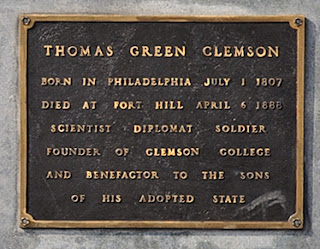 THOMAS GREEN CLEMSON
BORN IN PHILADELPHIA JULY 1 1807
DIED AT FORT HILL APRIL 6 1888
SCIENTIST DIPLOMAT SOLDIER
FOUNDER OF CLEMSON COLLEGE
AND BENEFACTOR TO THE SONS
OF HIS ADOPTED STATE